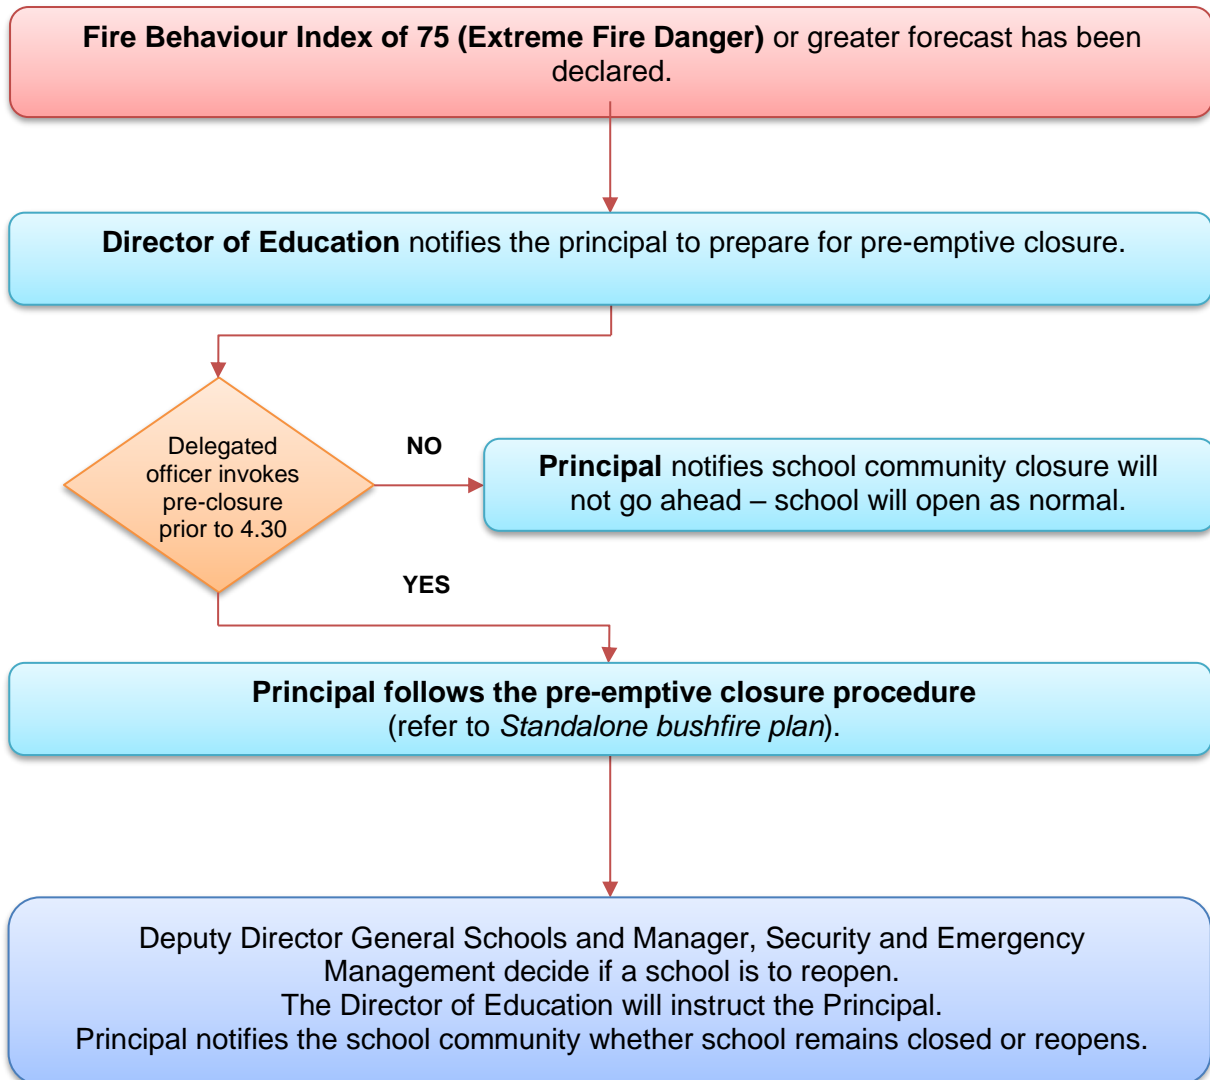 Fire Behaviour Index of 75 (Extreme Fire Danger) or greater forecast has been
declared.
Director of Education notifies the principal to prepare for pre-emptive closure.
Delegated
officer invokes
pre-closure
prior to 4.30
NO
Principal notifies school community closure will
not go ahead – school will open as normal.
YES
Principal follows the pre-emptive closure procedure
(refer to Standalone bushfire plan).
Deputy Director General Schools and Manager, Security and Emergency
Management decide if a school is to reopen.
The Director of Education will instruct the Principal.
Principal notifies the school community whether school remains closed or reopens.